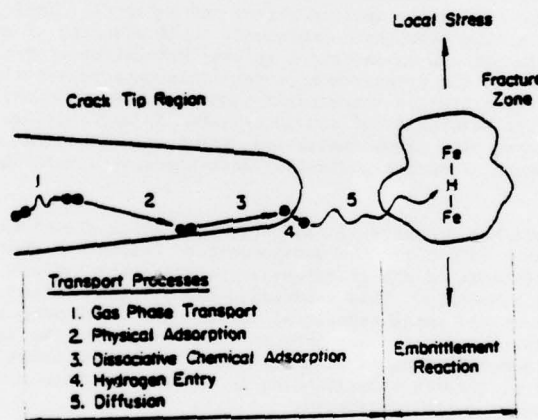 Local Stress
Fracture
Zone
Crack Tip Region
1
2
3
4
5
Fe
H
Fe
Transport Processes
1. Gas Phase Transport
2. Physical Adsorption
3. Dissociative Chemical Adsorption
4. Hydrogen Entry
5. Diffusion
Embrittlement
Reaction